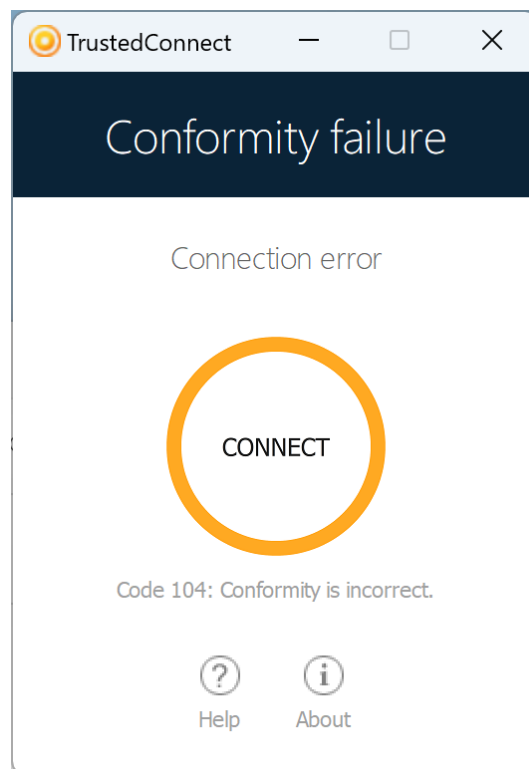 TrustedConnect
Conformity failure
Connection error
CONNECT
Code 104: Conformity is incorrect.
Help
About